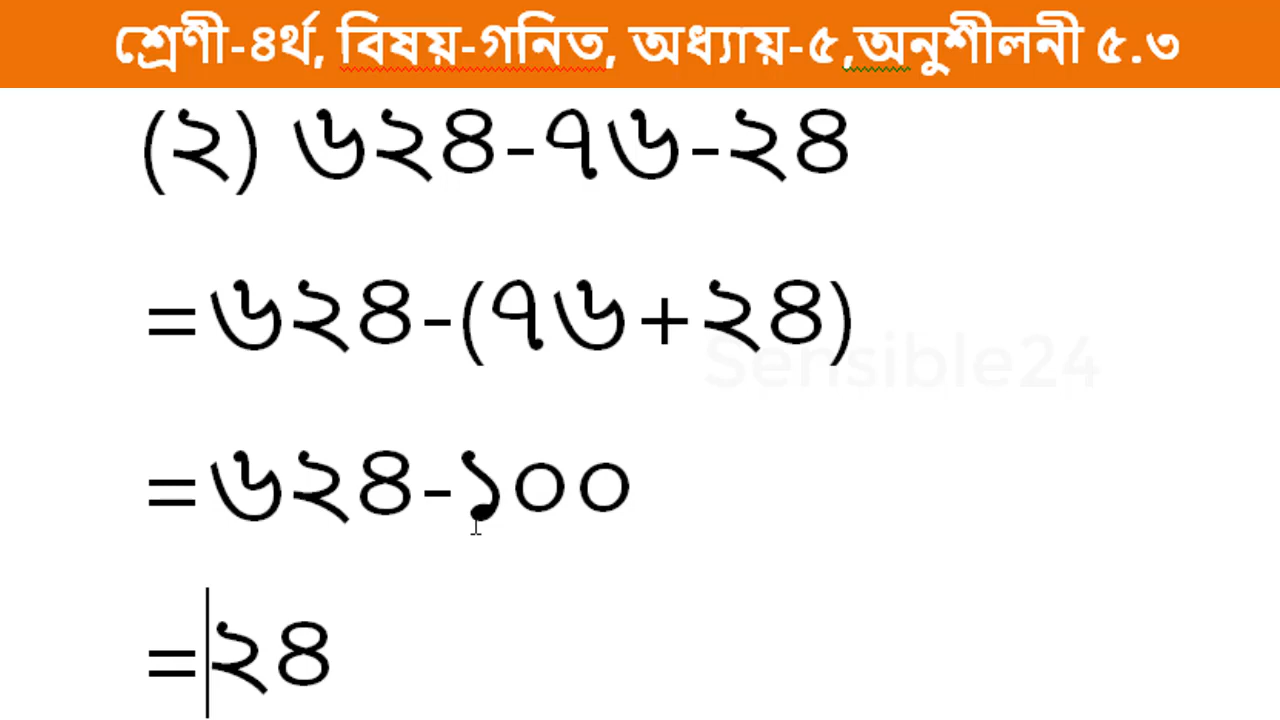 শ্রেণী-৪র্থ, বিষয়-গনিত, অধ্যায়-৫,অনুশীলনী ৫.৩
(২) ৬২৪-৭৬-২৪
=৬২৪-(৭৬+২৪)
Sensible24
=৬২৪-১০০
=২৪